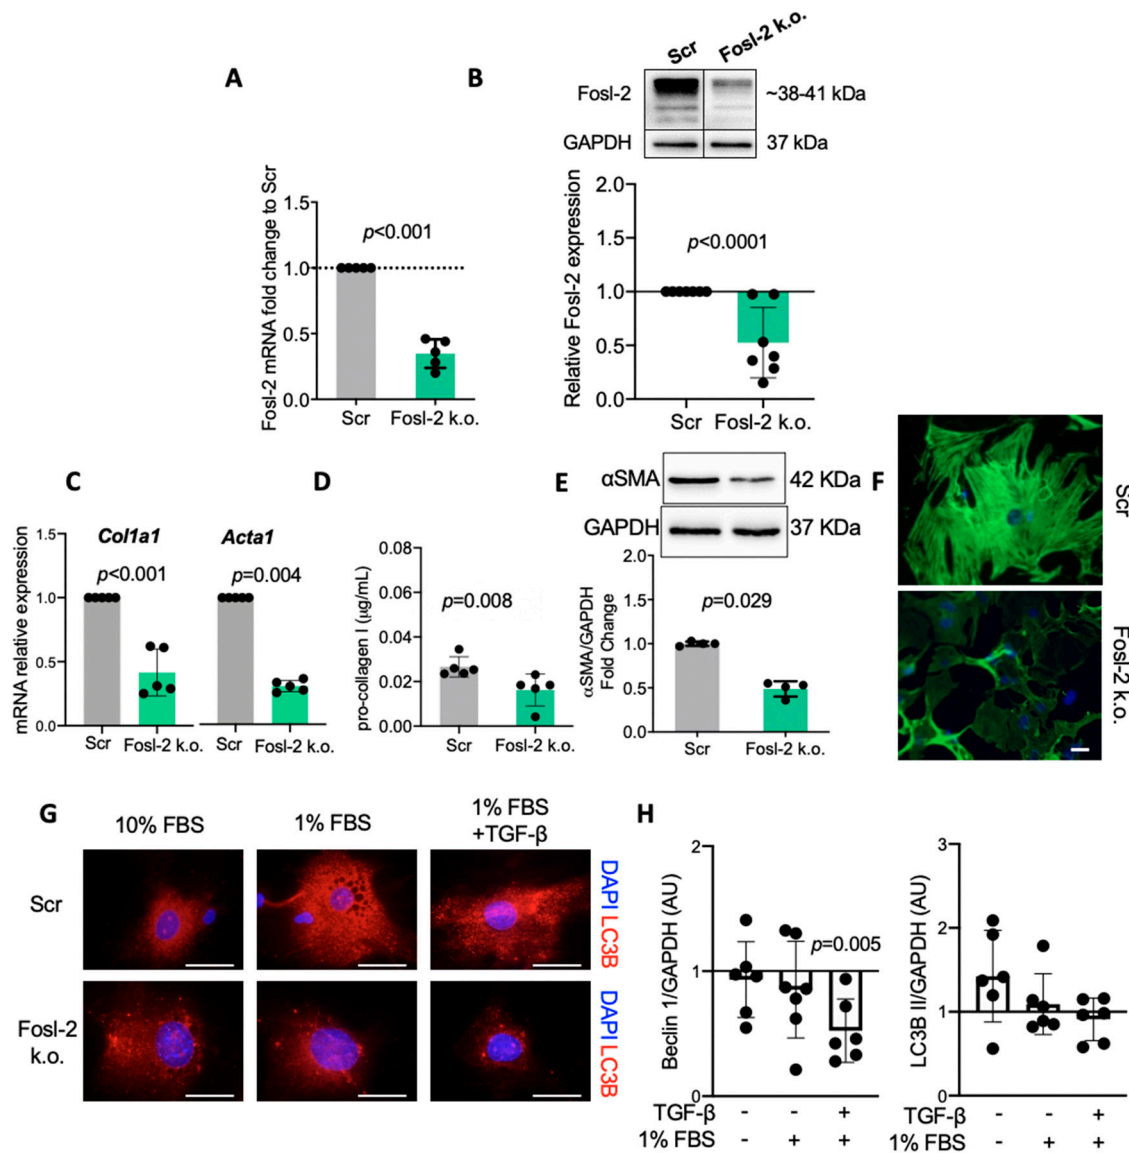 A
Fosl-2 mRNA fold change to Scr
1.5
1.0
0.5
0.0
p<0.001
Scr
Fosl-2 k.o.
B
Scr
Fosl-2 k.o.
Fosl-2
~38-41 kDa
GAPDH
37 kDa
Relative Fosl-2 expression
2.0
1.5
1.0
0.5
0.0
p<0.0001
Scr
Fosl-2 k.o.
C
mRNA relative expression
1.5
1.0
0.5
0.0
Col1a1
Acta1
p<0.001
p=0.004
Scr
Fosl-2 k.o.
Scr
Fosl-2 k.o.
D
pro-collagen I (μg/mL)
0.08
0.06
0.04
0.02
0.00
p=0.008
Scr
Fosl-2 k.o.
E
αSMA
42 KDa
GAPDH
37 KDa
αSMA/GAPDH
Fold Change
2.0
1.5
1.0
0.5
0.0
p=0.029
Scr
Fosl-2 k.o.
F
Scr
Fosl-2 k.o.
G
10% FBS
1% FBS
1% FBS
+TGF-β
Scr
DAPI LC3B
Fosl-2
k.o.
DAPI LC3B
H
Beclin 1/GAPDH (AU)
2
1
0
1
p=0.005
TGF-β - - +
1% FBS - + +
LC3B II/GAPDH (AU)
3
2
1
0
1
TGF-β - - +
1% FBS - + +